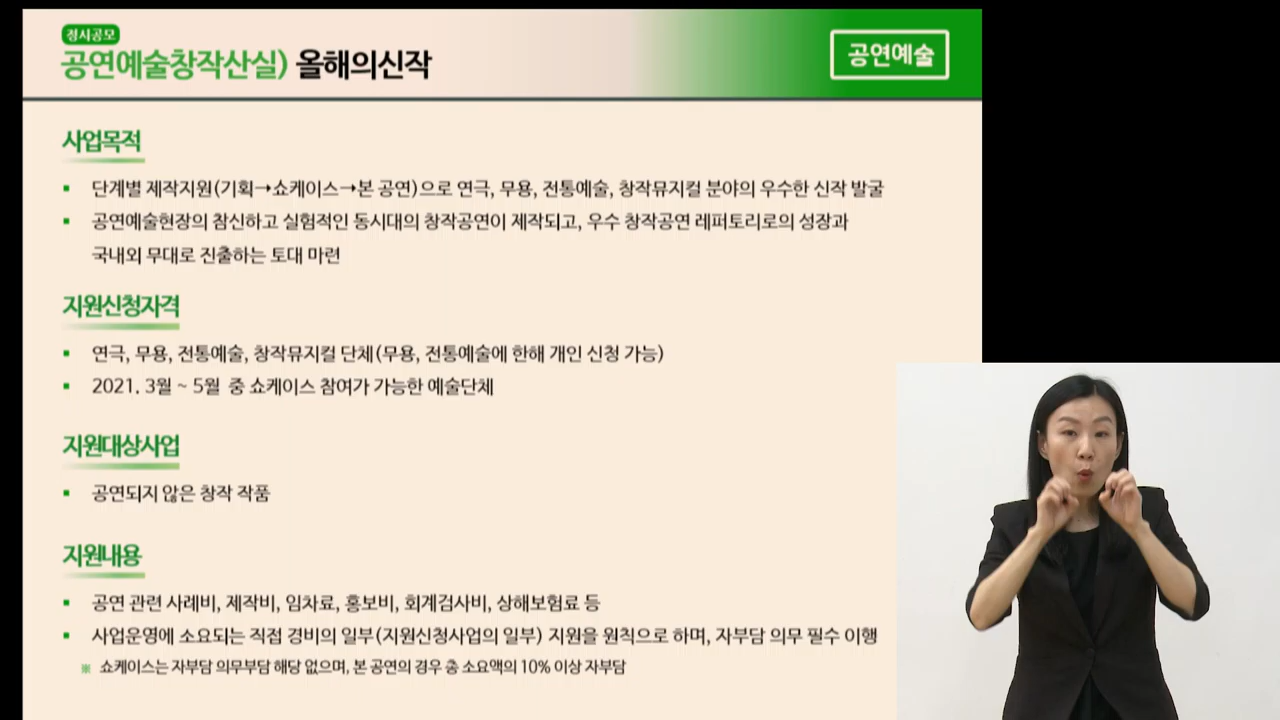 정시공모
공연예술창작산실) 올해의신작
공연예술
사업목적
▪ 단계별 제작지원(기획→쇼케이스→본 공연)으로 연극, 무용, 전통예술, 창작뮤지컬 분야의 우수한 신작 발굴
▪ 공연예술현장의 참신하고 실험적인 동시대의 창작공연이 제작되고, 우수 창작공연 레퍼토리로의 성장과
국내외 무대로 진출하는 토대 마련
지원신청자격
▪ 연극, 무용, 전통예술, 창작뮤지컬 단체(무용, 전통예술에 한해 개인 신청 가능)
▪ 2021. 3월 ~ 5월 중 쇼케이스 참여가 가능한 예술단체
지원대상사업
▪ 공연되지 않은 창작 작품
지원내용
▪ 공연 관련 사례비, 제작비, 임차료, 홍보비, 회계검사비, 상해보험료 등
▪ 사업운영에 소요되는 직접 경비의 일부(지원신청사업의 일부) 지원을 원칙으로 하며, 자부담 의무 필수 이행
※ 쇼케이스는 자부담 의무부담 해당 없으며, 본 공연의 경우 총 소요액의 10% 이상 자부담